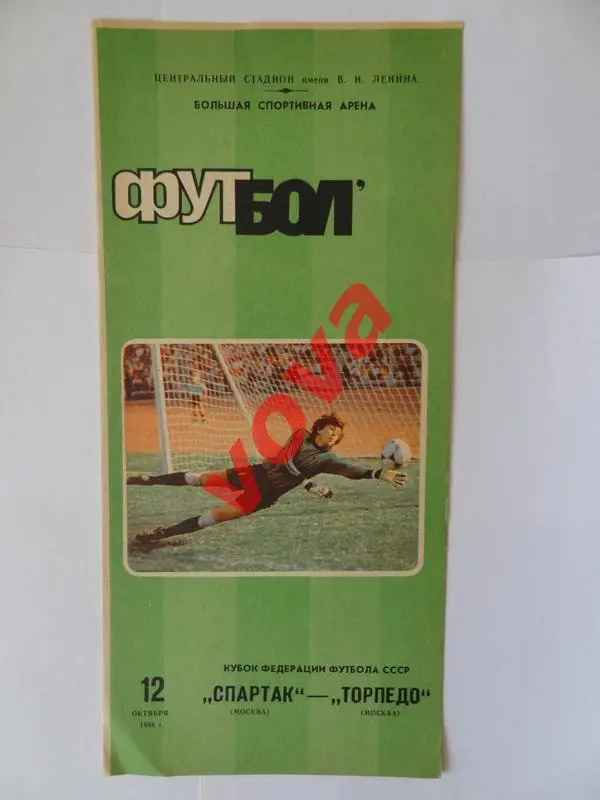 ЦЕНТРАЛЬНЫЙ СТАДИОН имени В. И. ЛЕНИНА
БОЛЬШАЯ СПОРТИВНАЯ АРЕНА
ФУТБОЛ'
vova
КУБОК ФЕДЕРАЦИИ ФУТБОЛА СССР
12 „СПАРТАК“ — „ТОРПЕДО“
ОКТЯБРЯ (МОСКВА) (МОСКВА)
1986 г.